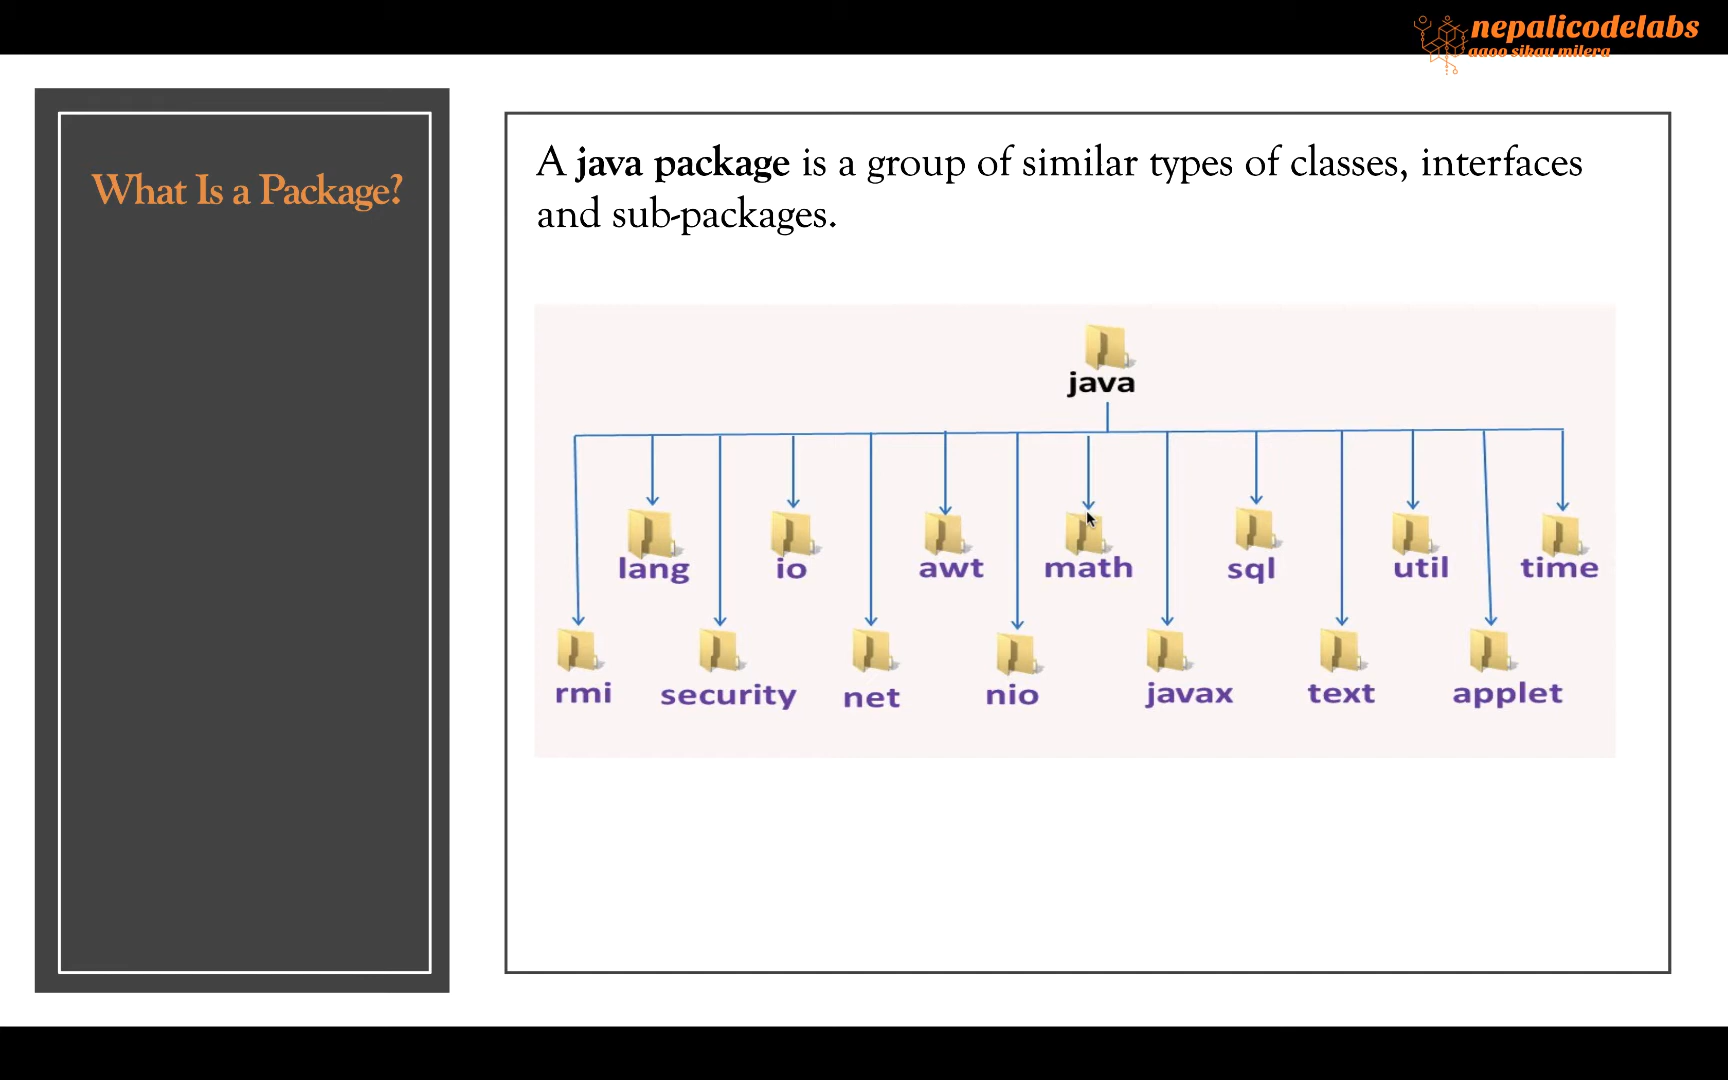 nepalicodelabs
aaoo sikau milera
What Is a Package?
A java package is a group of similar types of classes, interfaces
and sub-packages.
java
lang io awt math sql util time
rmi security net nio javax text applet